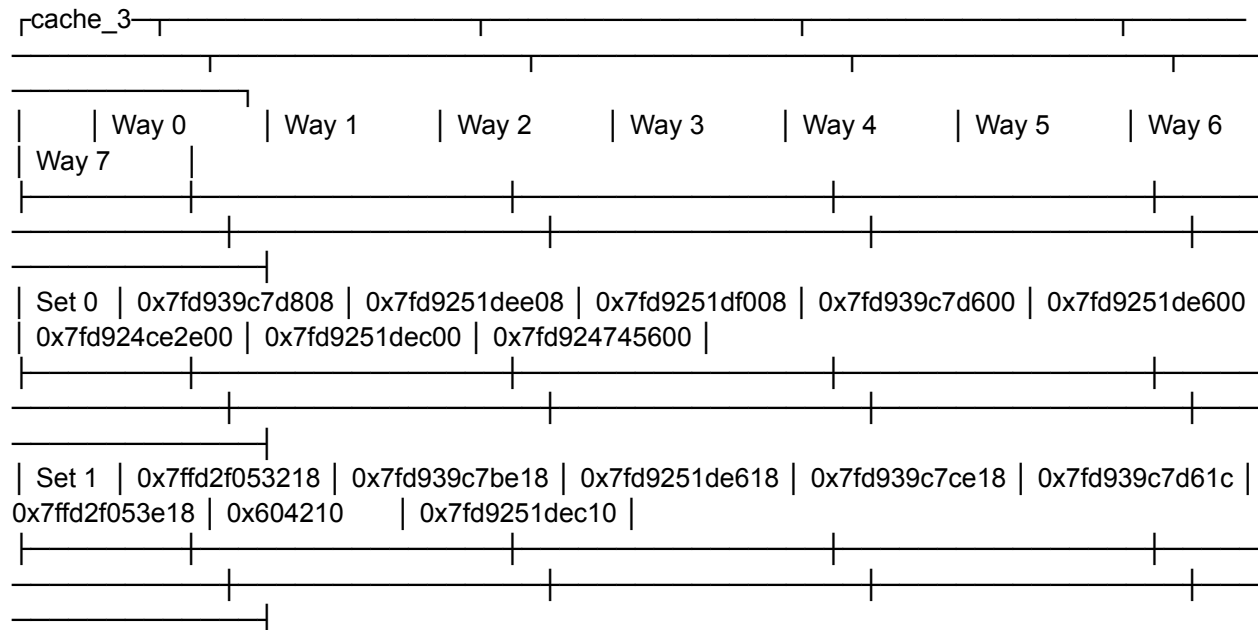 cache_3
│ │ Way 0 │ Way 1 │ Way 2 │ Way 3 │ Way 4 │ Way 5 │ Way 6
│ Way 7 │
│ Set 0 │ 0x7fd939c7d808 │ 0x7fd9251dee08 │ 0x7fd9251df008 │ 0x7fd939c7d600 │ 0x7fd9251de600
│ 0x7fd924ce2e00 │ 0x7fd9251dec00 │ 0x7fd924745600 │
│ Set 1 │ 0x7ffd2f053218 │ 0x7fd939c7be18 │ 0x7fd9251de618 │ 0x7fd939c7ce18 │ 0x7fd939c7d61c │
0x7ffd2f053e18 │ 0x604210 │ 0x7fd9251dec10 │